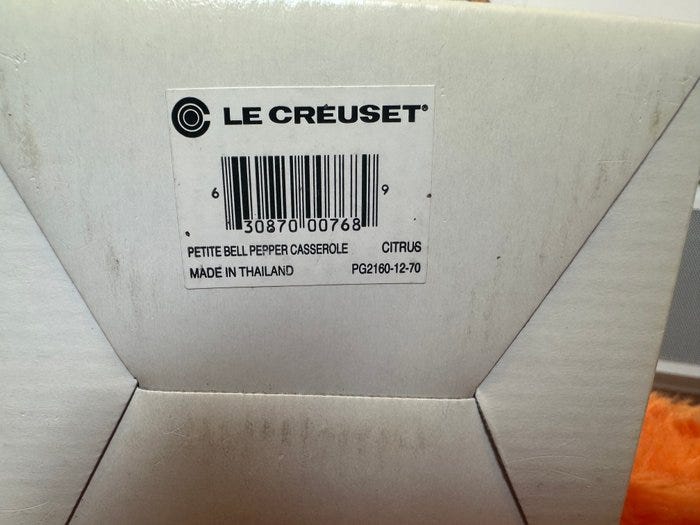 LE CREUSET®
6 30870 00768 9
PETITE BELL PEPPER CASSEROLE CITRUS
MADE IN THAILAND PG2160-12-70